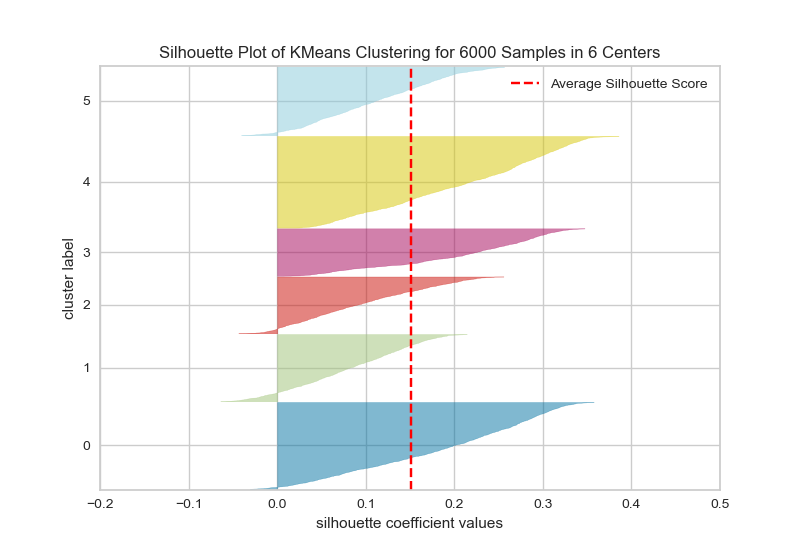 Silhouette Plot of KMeans Clustering for 6000 Samples in 6 Centers
Average Silhouette Score
5
4
3
2
1
0
cluster label
−0.2 −0.1 0.0 0.1 0.2 0.3 0.4 0.5
silhouette coefficient values